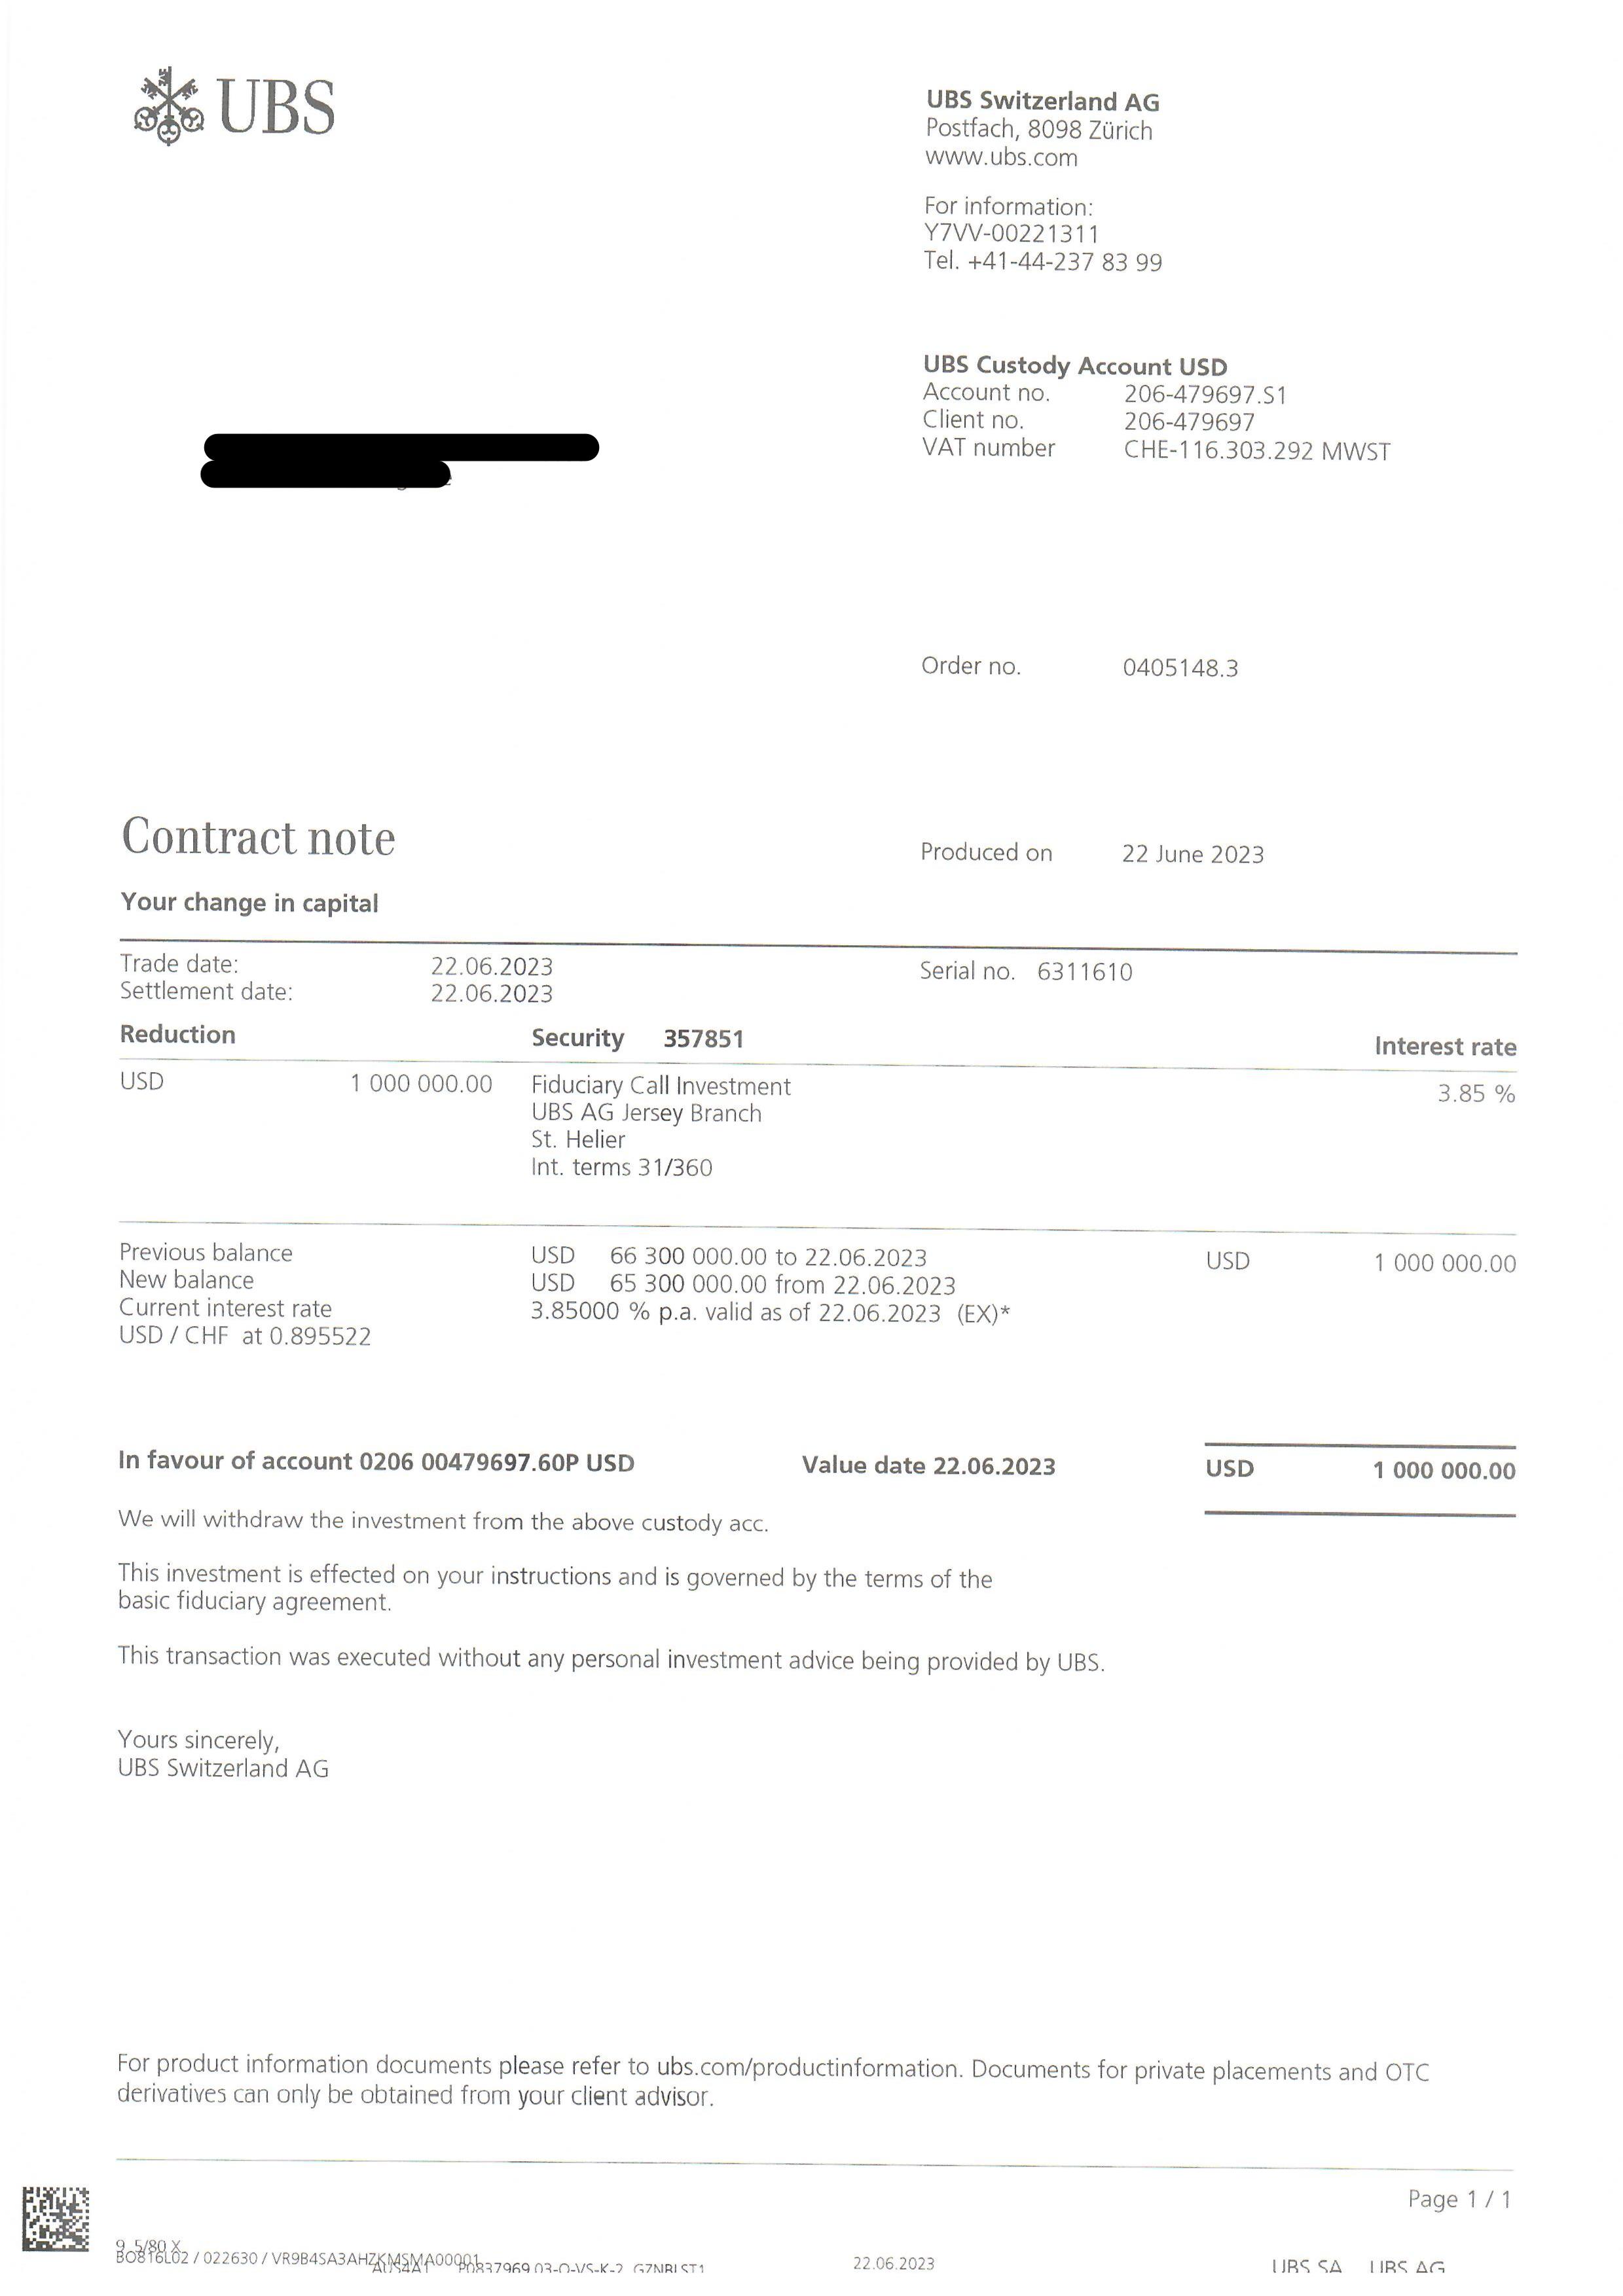 UBS
UBS Switzerland AG
Postfach, 8098 Zürich
www.ubs.com
For information:
Y7VV-00221311
Tel. +41-44-237 83 99
UBS Custody Account USD
Account no. 206-479697.S1
Client no. 206-479697
VAT number CHE-116.303.292 MWST
Order no. 0405148.3
Contract note
Produced on 22 June 2023
Your change in capital
Trade date: 22.06.2023 Serial no. 6311610
Settlement date: 22.06.2023
Reduction Security 357851 Interest rate
USD 1 000 000.00 Fiduciary Call Investment 3.85 %
UBS AG Jersey Branch
St. Helier
Int. terms 31/360
Previous balance USD 66 300 000.00 to 22.06.2023 USD 1 000 000.00
New balance USD 65 300 000.00 from 22.06.2023
Current interest rate 3.85000 % p.a. valid as of 22.06.2023 (EX)*
USD / CHF at 0.895522
In favour of account 0206 00479697.60P USD Value date 22.06.2023 USD 1 000 000.00
We will withdraw the investment from the above custody acc.
This investment is effected on your instructions and is governed by the terms of the
basic fiduciary agreement.
This transaction was executed without any personal investment advice being provided by UBS.
Yours sincerely,
UBS Switzerland AG
For product information documents please refer to ubs.com/productinformation. Documents for private placements and OTC
derivatives can only be obtained from your client advisor.
Page 1 / 1
9 5/80 X
BO816L02 / 022630 / VR9B4SA3AHZKMSMA00001 22.06.2023
UBS SA UBS AG